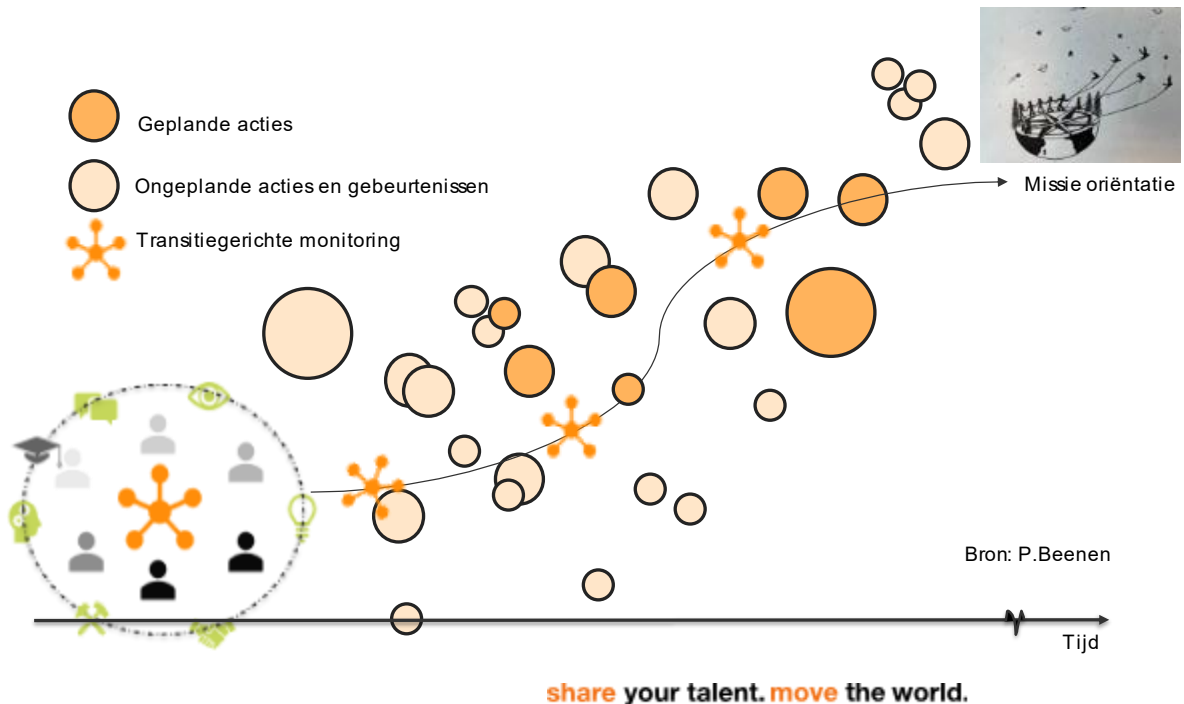 Geplande acties
Ongeplande acties en gebeurtenissen
Transitiegerichte monitoring
Missie oriëntatie
Bron: P.Beenen
Tijd
share your talent. move the world.